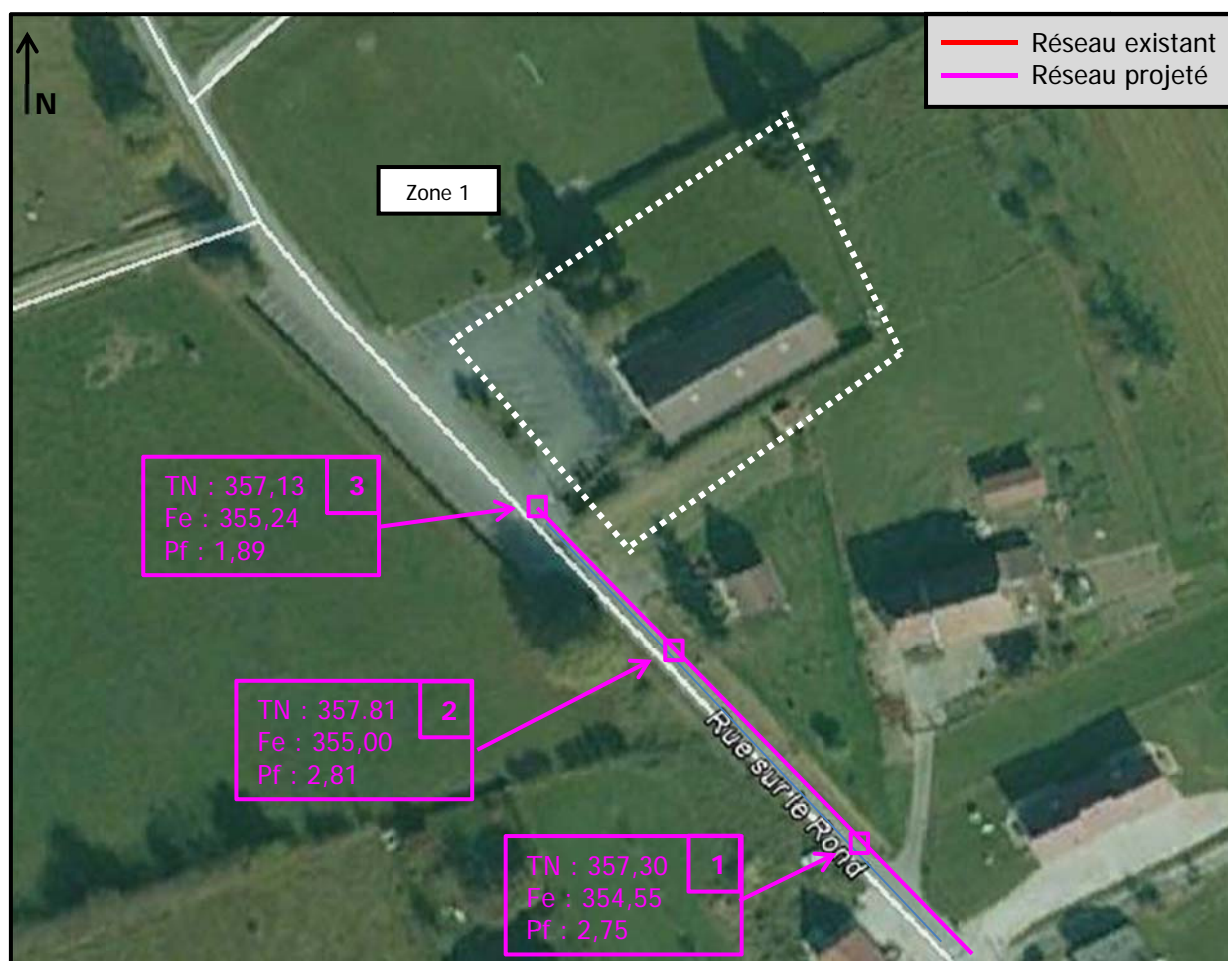 N
Réseau existant
Réseau projeté
Zone 1
TN : 357,13
3
Fe : 355,24
Pf : 1,89
TN : 357.81
2
Fe : 355,00
Pf : 2,81
Rue sur le Rond
TN : 357,30
1
Fe : 354,55
Pf : 2,75